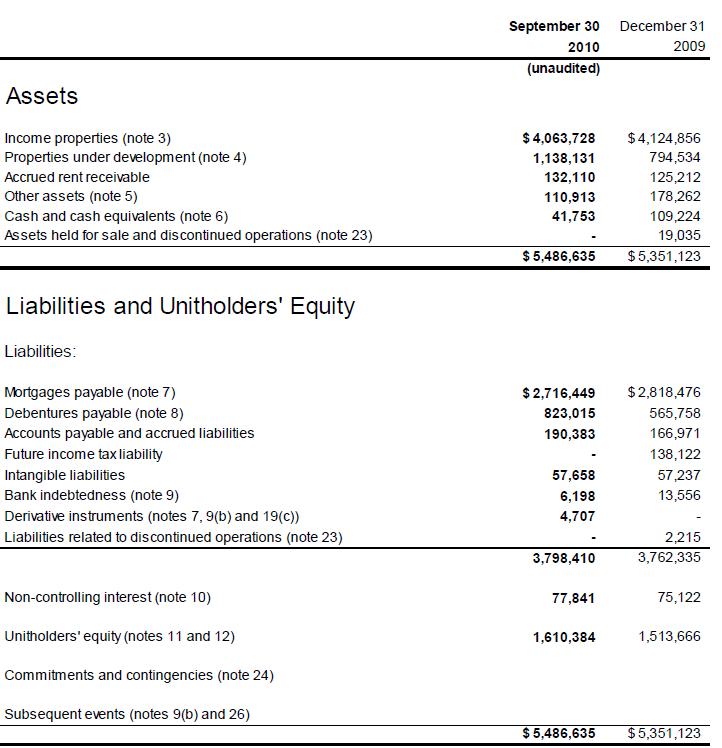 September 30 December 31
2010 2009
(unaudited)
Assets
Income properties (note 3) $ 4,063,728 $ 4,124,856
Properties under development (note 4) 1,138,131 794,534
Accrued rent receivable 132,110 125,212
Other assets (note 5) 110,913 178,262
Cash and cash equivalents (note 6) 41,753 109,224
Assets held for sale and discontinued operations (note 23) - 19,035
$ 5,486,635 $ 5,351,123
Liabilities and Unitholders' Equity
Liabilities:
Mortgages payable (note 7) $ 2,716,449 $ 2,818,476
Debentures payable (note 8) 823,015 565,758
Accounts payable and accrued liabilities 190,383 166,971
Future income tax liability - 138,122
Intangible liabilities 57,658 57,237
Bank indebtedness (note 9) 6,198 13,556
Derivative instruments (notes 7, 9(b) and 19(c)) 4,707 -
Liabilities related to discontinued operations (note 23) - 2,215
3,798,410 3,762,335
Non-controlling interest (note 10) 77,841 75,122
Unitholders' equity (notes 11 and 12) 1,610,384 1,513,666
Commitments and contingencies (note 24)
Subsequent events (notes 9(b) and 26)
$ 5,486,635 $ 5,351,123